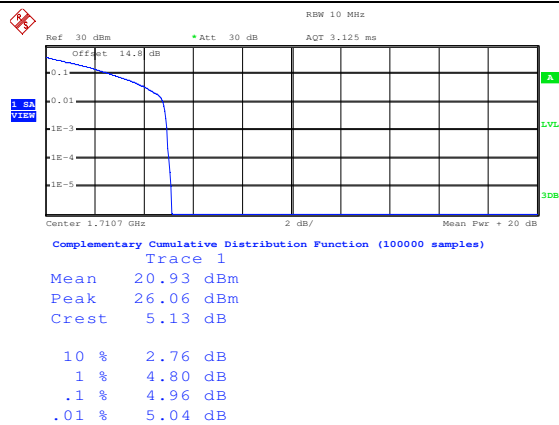 R S
RBW 10 MHz
Ref 30 dBm * Att 30 dB AQT 3.125 ms
Offset 14.8 dB
0.1
A
0.01
1 SA
VIEW
1E-3
LVL
1E-4
1E-5
3DB
Center 1.7107 GHz 2 dB/ Mean Pwr + 20 dB
Complementary Cumulative Distribution Function (100000 samples)
Trace 1
Mean 20.93 dBm
Peak 26.06 dBm
Crest 5.13 dB
10 % 2.76 dB
1 % 4.80 dB
.1 % 4.96 dB
.01 % 5.04 dB